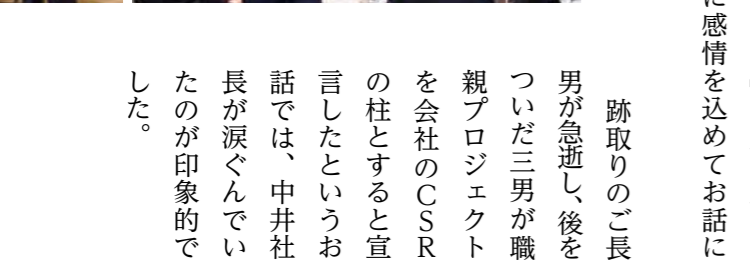 に感情を込めてお話に
跡取りのご長
男が急逝し、後を
ついだ三男が職
親プロジェクト
を会社のCSR
の柱とすると宣
言したというお
話では、中井社
長が涙ぐんでい
たのが印象的で
した。